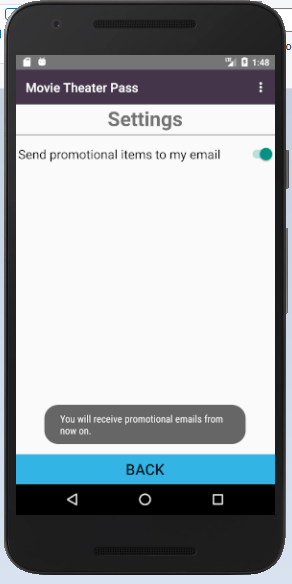 1:48
Movie Theater Pass
Settings
Send promotional items to my email
You will receive promotional emails from
now on.
BACK